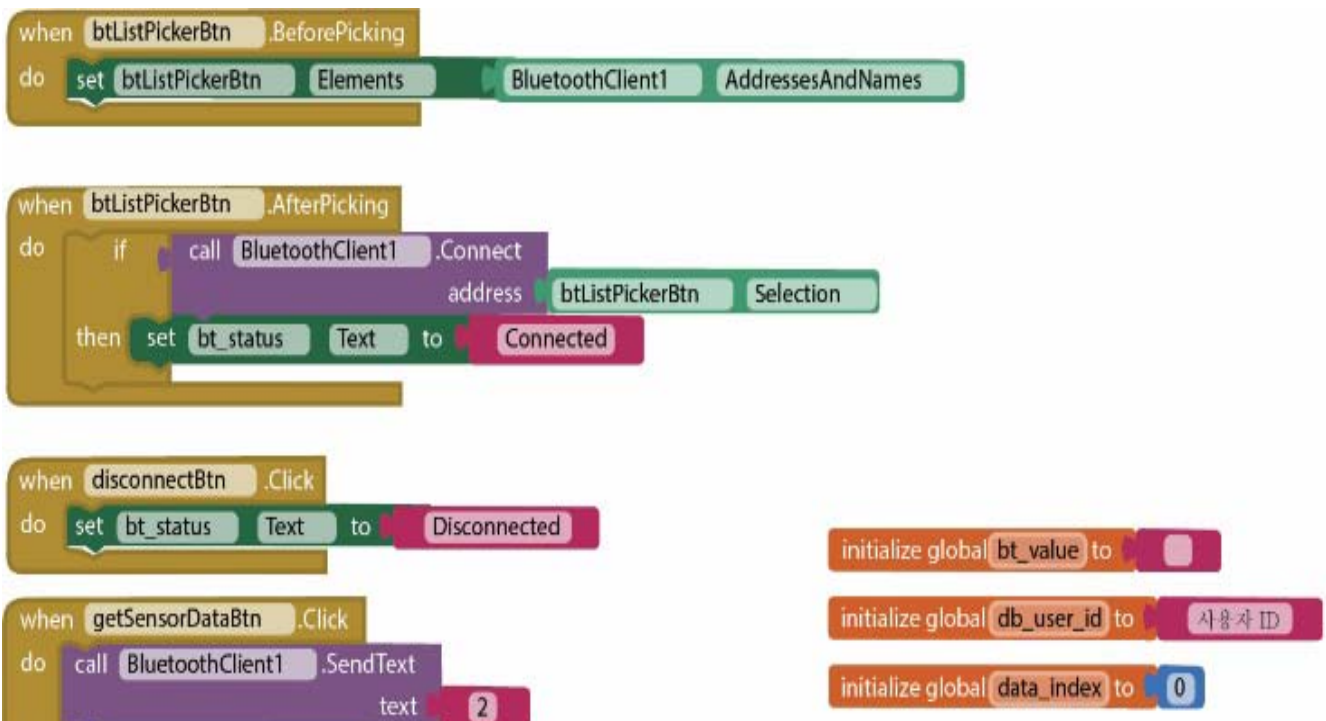 when btListPickerBtn .BeforePicking
do set btListPickerBtn Elements BluetoothClient1 AddressesAndNames
when btListPickerBtn .AfterPicking
do if call BluetoothClient1 .Connect
address btListPickerBtn Selection
then set bt_status Text to Connected
when disconnectBtn .Click
do set bt_status Text to Disconnected
initialize global bt_value to
when getSensorDataBtn .Click
initialize global db_user_id to 사용자 ID
do call BluetoothClient1 .SendText
initialize global data_index to 0
text 2